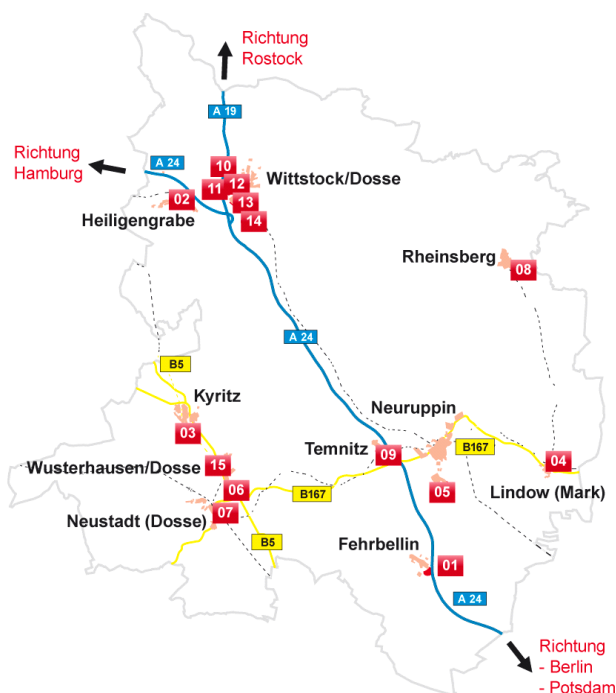 Richtung
Rostock
A 19
Richtung
Hamburg
A 24
10
12
Wittstock/Dosse
11
02
13
Heiligengrabe
14
Rheinsberg
08
A 24
B5
Kyritz
03
Neuruppin
Temnitz
09
B167
04
15
Wusterhausen/Dosse
06
B167
05
Lindow (Mark)
07
Neustadt (Dosse)
B5
Fehrbellin
01
A 24
Richtung
- Berlin
- Potsdam